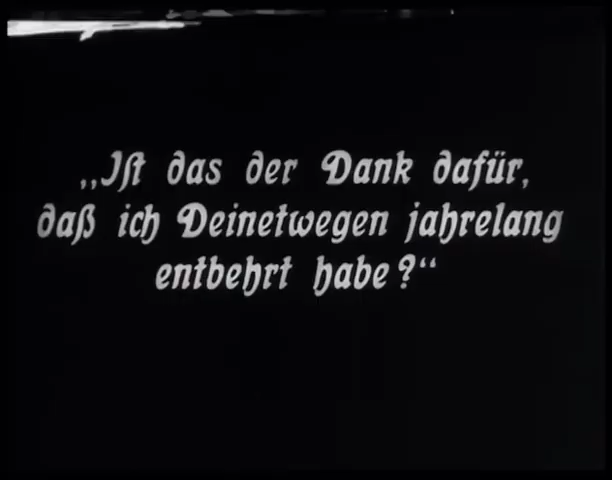 „Ist das der Dank dafür,
daß ich Deinetwegen jahrelang
entbehrt habe?“